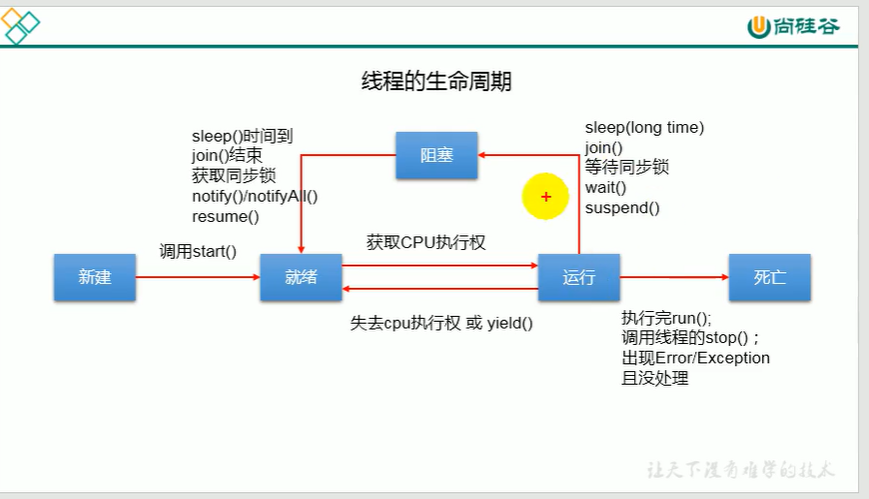 尚硅谷
线程的生命周期
sleep()时间到
join()结束
获取同步锁
notify()/notifyAll()
resume()
阻塞
sleep(long time)
join()
等待同步锁
wait()
suspend()
调用start()
获取CPU执行权
新建
就绪
运行
死亡
失去cpu执行权 或 yield()
执行完run();
调用线程的stop() ;
出现Error/Exception
且没处理
让天下没有难学的技术